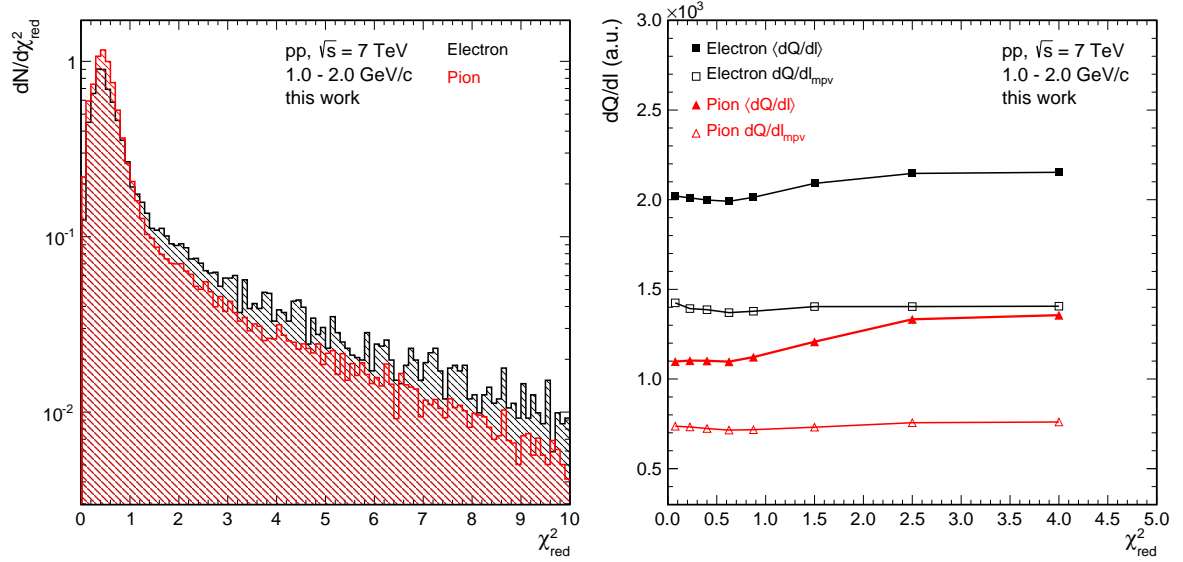 dN/dχ²red
pp, √s = 7 TeV
1.0 - 2.0 GeV/c
this work
Electron
Pion
1
10⁻¹
10⁻²
0 1 2 3 4 5 6 7 8 9 10
χ²red
×10³
dQ/dl (a.u.)
3.0
2.5
2.0
1.5
1.0
0.5
Electron ⟨dQ/dl⟩
Electron dQ/dl mpv
Pion ⟨dQ/dl⟩
Pion dQ/dl mpv
pp, √s = 7 TeV
1.0 - 2.0 GeV/c
this work
0.0 0.5 1.0 1.5 2.0 2.5 3.0 3.5 4.0 4.5 5.0
χ²red